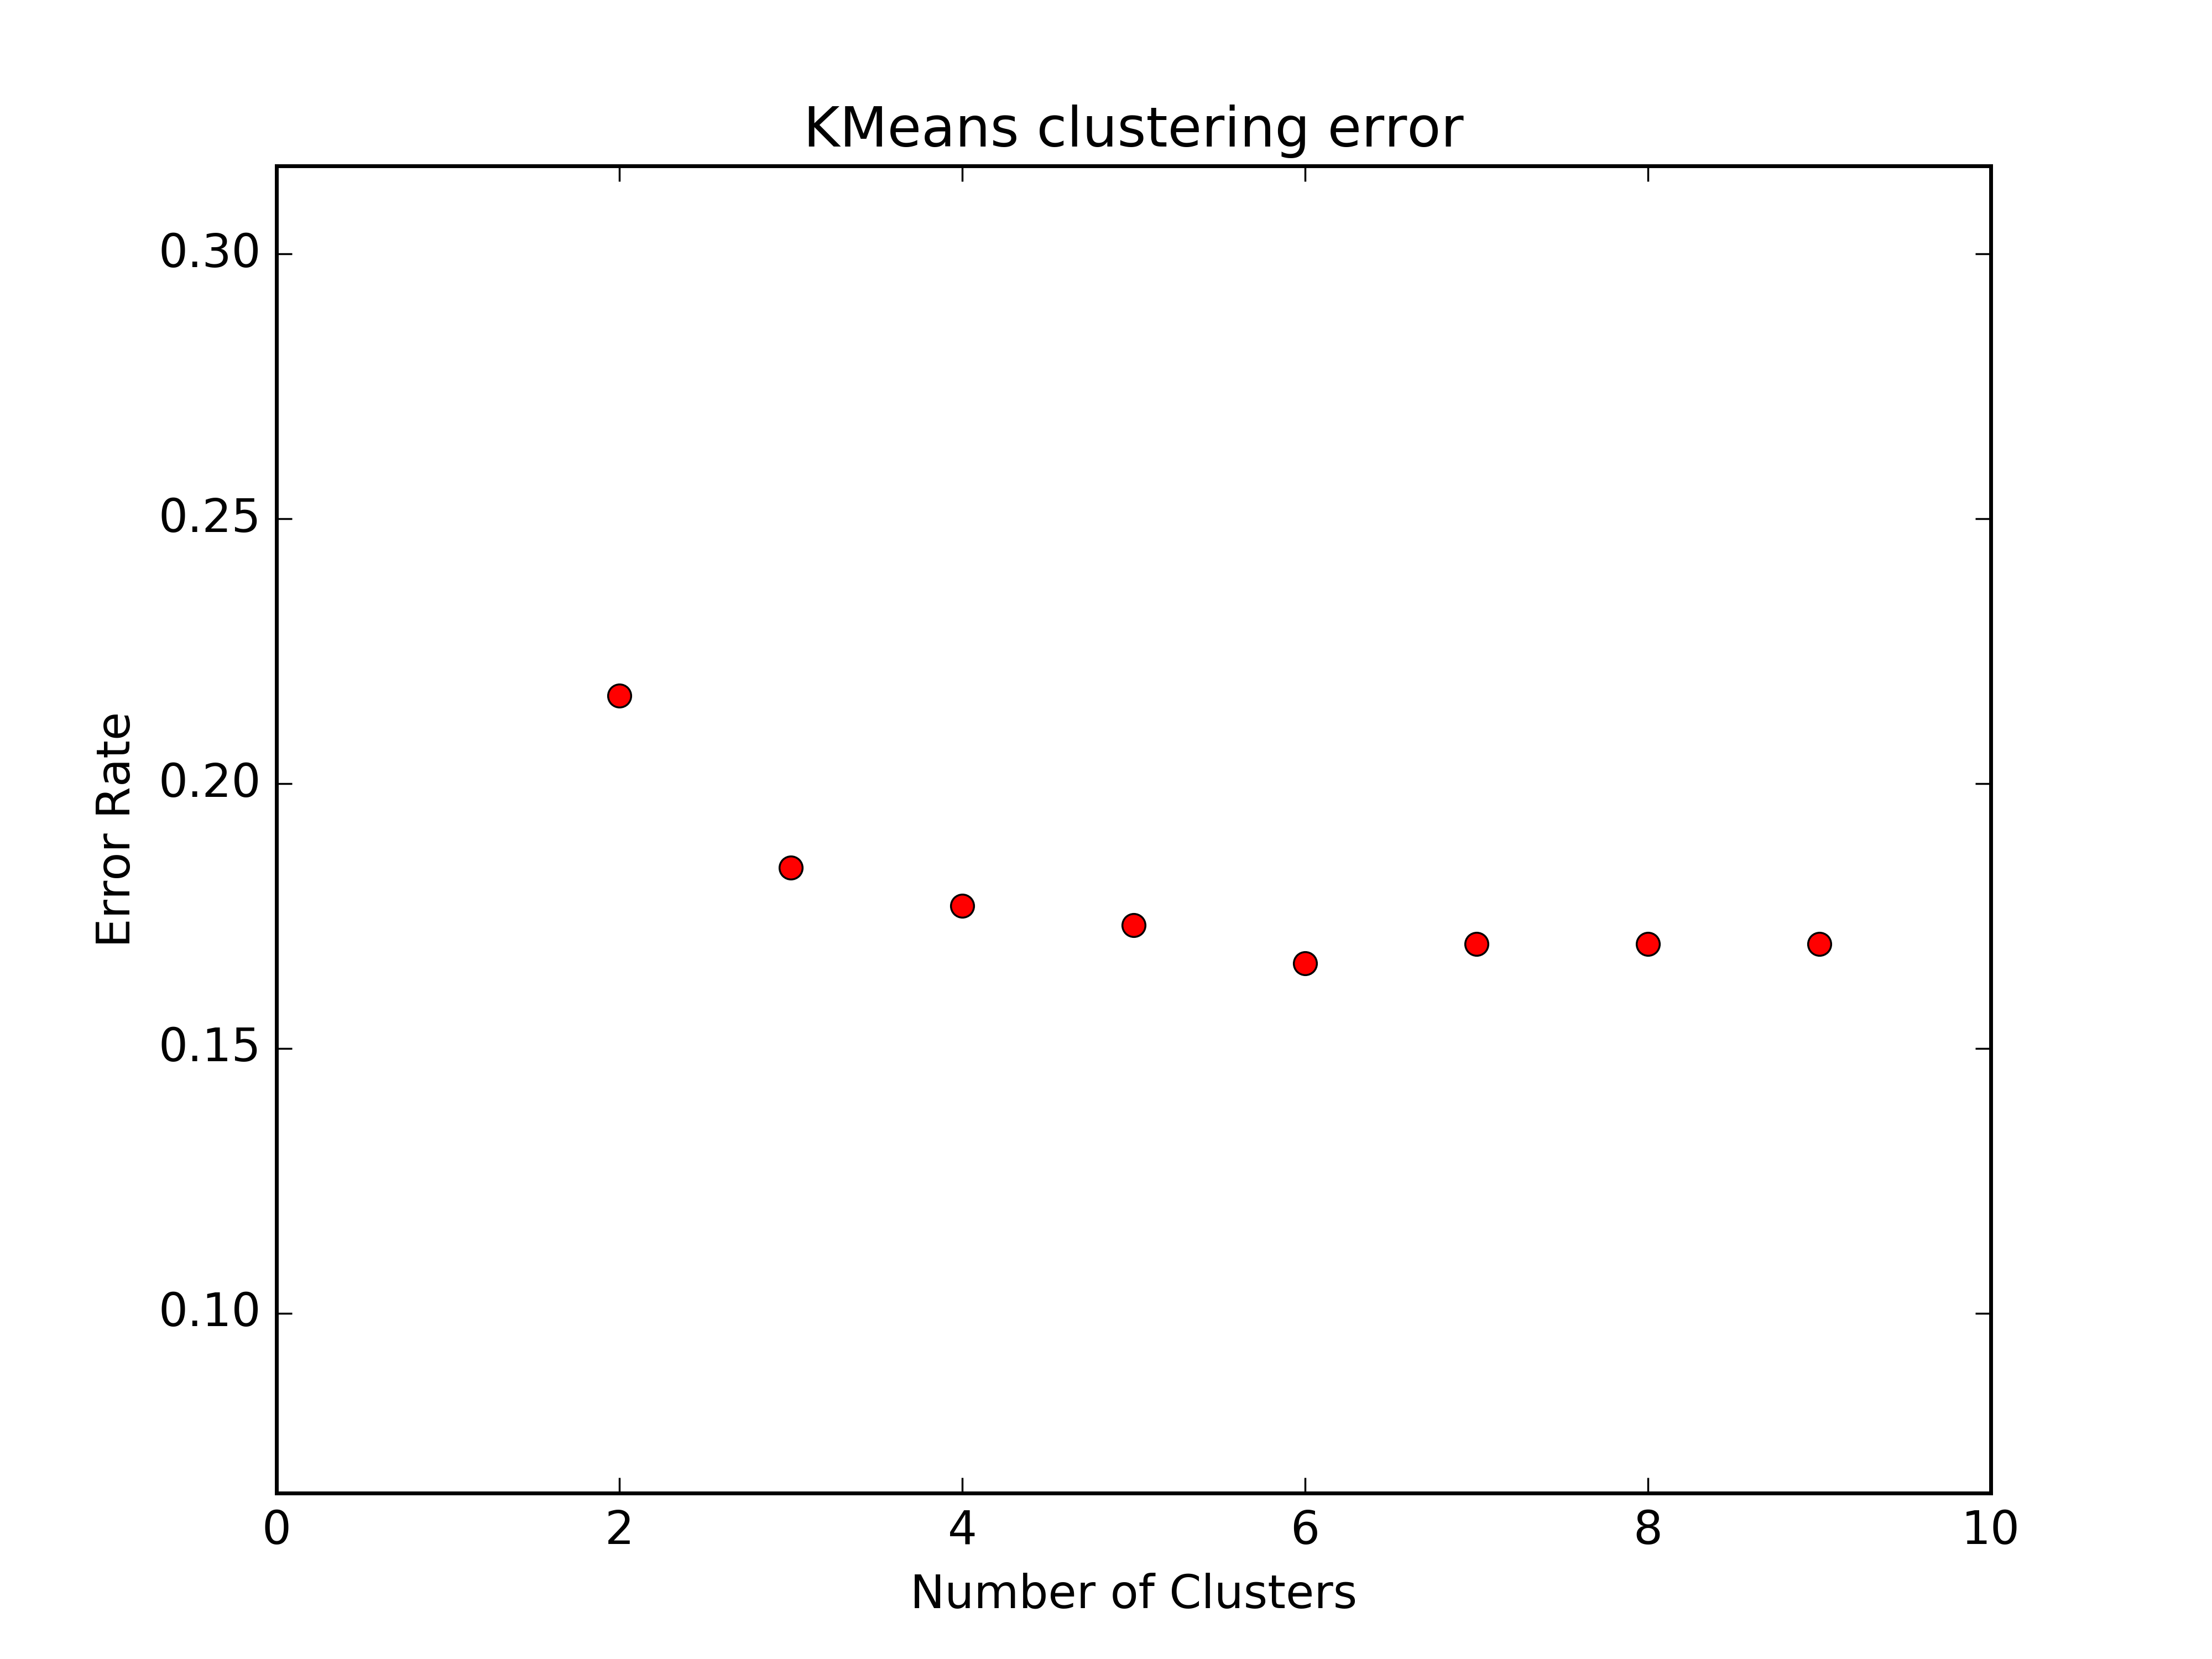 KMeans clustering error
0.30
0.25
0.20
0.15
0.10
Error Rate
0 2 4 6 8 10
Number of Clusters